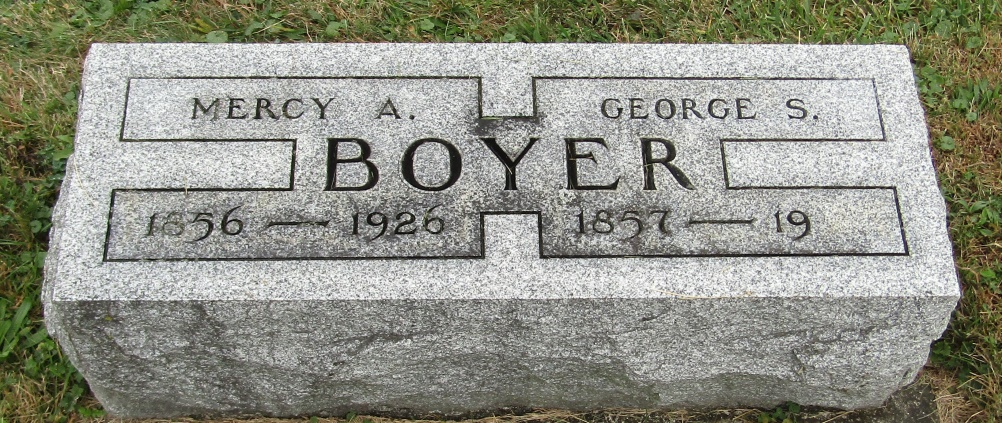 MERCY A. GEORGE S.
BOYER
1856 — 1926 1857 — 19